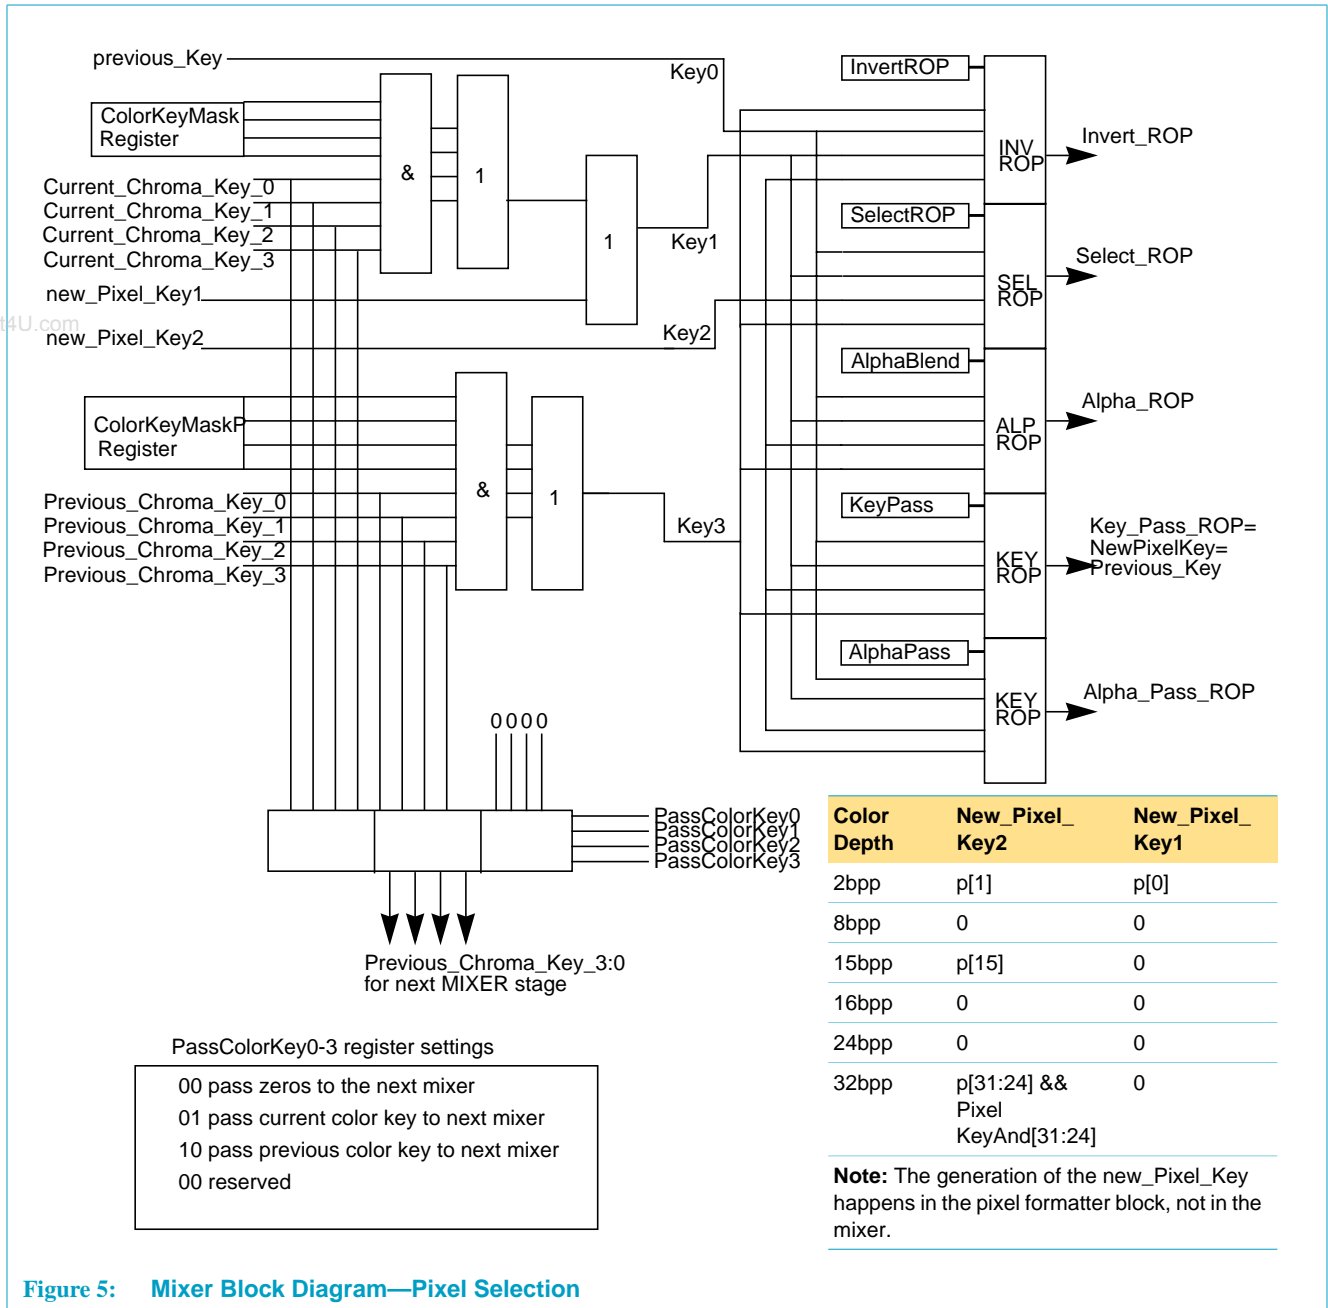 previous_Key
Key0
InvertROP
ColorKeyMask
Register
INV
ROP
Invert_ROP
&
1
Current_Chroma_Key_0
Current_Chroma_Key_1
Current_Chroma_Key_2
Current_Chroma_Key_3
1
Key1
SelectROP
SEL
ROP
Select_ROP
new_Pixel_Key1
t4U.com
new_Pixel_Key2
Key2
AlphaBlend
ALP
ROP
Alpha_ROP
ColorKeyMaskP
Register
&
1
Previous_Chroma_Key_0
Previous_Chroma_Key_1
Previous_Chroma_Key_2
Previous_Chroma_Key_3
Key3
KeyPass
KEY
ROP
Key_Pass_ROP=
NewPixelKey=
Previous_Key
AlphaPass
KEY
ROP
Alpha_Pass_ROP
0 0 0 0
PassColorKey0
PassColorKey1
PassColorKey2
PassColorKey3
Previous_Chroma_Key_3:0
for next MIXER stage
PassColorKey0-3 register settings
00 pass zeros to the next mixer
01 pass current color key to next mixer
10 pass previous color key to next mixer
00 reserved
Color Depth New_Pixel_Key2 New_Pixel_Key1
2bpp p[1] p[0]
8bpp 0 0
15bpp p[15] 0
16bpp 0 0
24bpp 0 0
32bpp p[31:24] && 0
Pixel
KeyAnd[31:24]
Note: The generation of the new_Pixel_Key
happens in the pixel formatter block, not in the
mixer.
Figure 5: Mixer Block Diagram—Pixel Selection